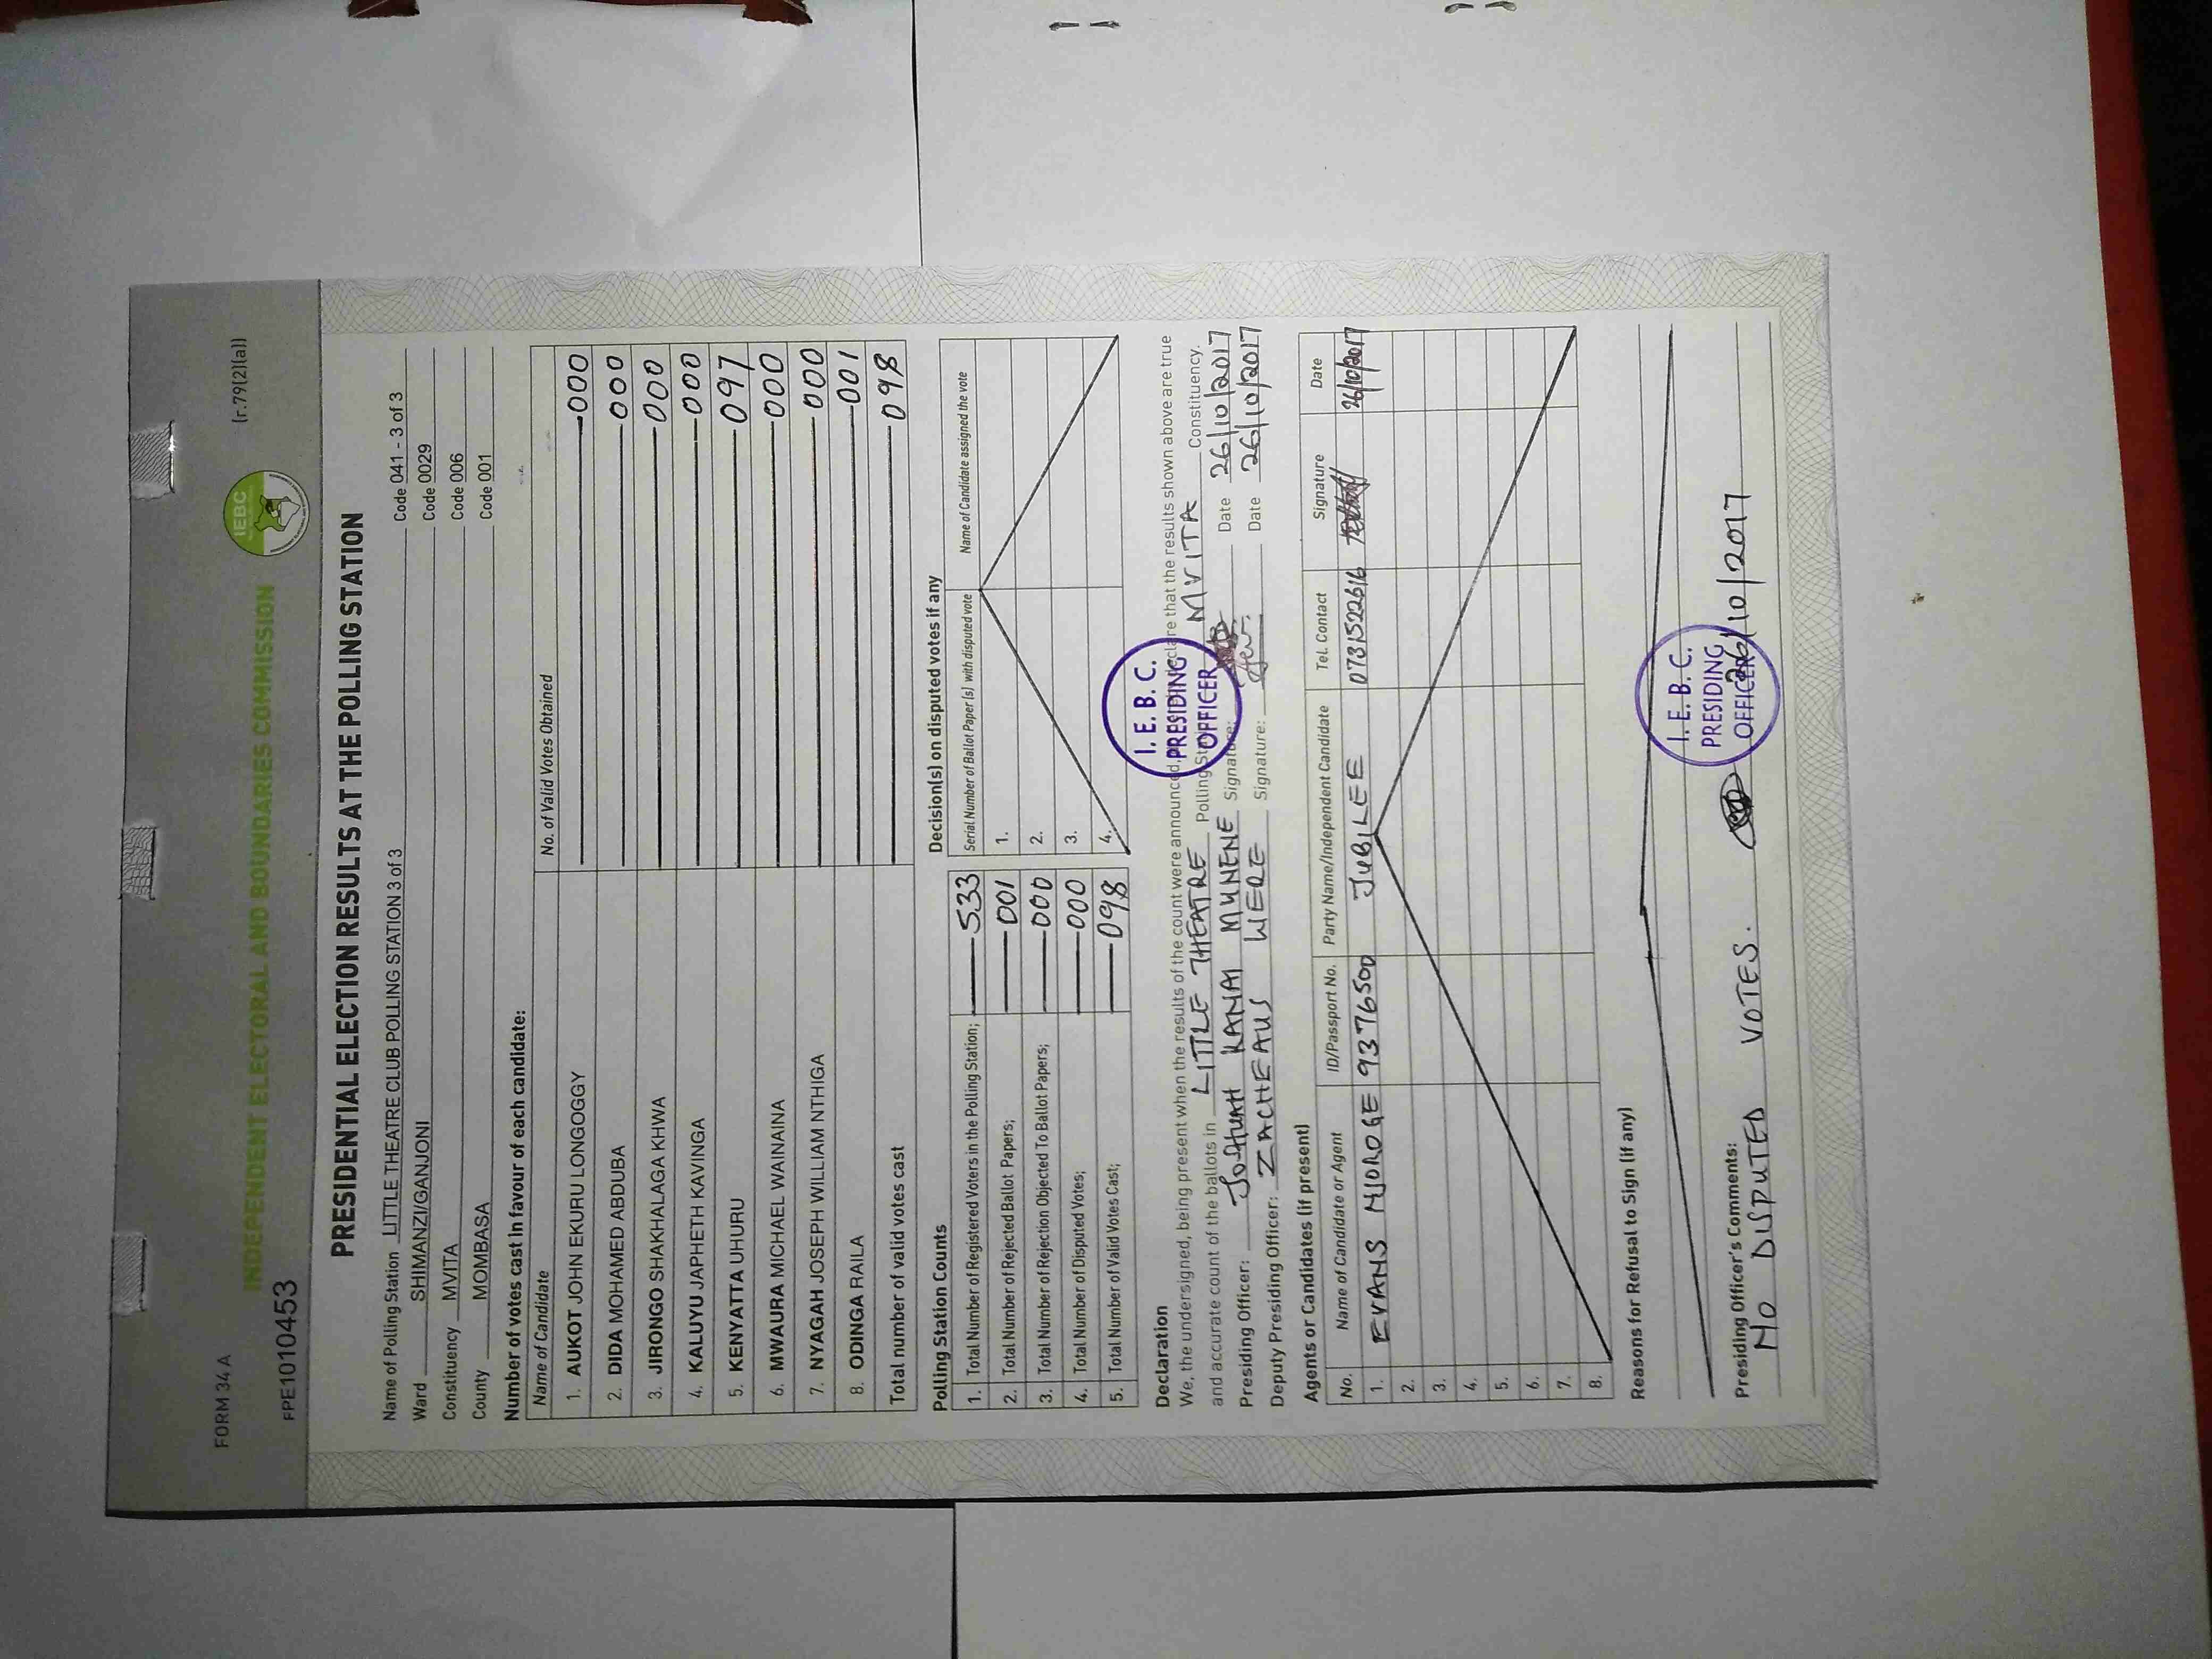 FORM 34A
(r.79(2)(a))
IEBC
INDEPENDENT ELECTORAL AND BOUNDARIES COMMISSION
FPE1010453
PRESIDENTIAL ELECTION RESULTS AT THE POLLING STATION
Name of Polling Station LITTLE THEATRE CLUB POLLING STATION 3 of 3 Code 041 - 3 of 3
Ward SHIMANZI/GANJONI Code 0029
Constituency MVITA Code 006
County MOMBASA Code 001
Number of votes cast in favour of each candidate:
Name of Candidate No. of Valid Votes Obtained
1. AUKOT JOHN EKURU LONGOGGY 000
2. DIDA MOHAMED ABDUBA 000
3. JIRONGO SHAKHALAGA KHWA 000
4. KALUYU JAPHETH KAVINGA 000
5. KENYATTA UHURU 097
6. MWAURA MICHAEL WAINAINA 000
7. NYAGAH JOSEPH WILLIAM NTHIGA 000
8. ODINGA RAILA 001
Total number of valid votes cast 098
Polling Station Counts
1. Total Number of Registered Voters in the Polling Station; 533
2. Total Number of Rejected Ballot Papers; 001
3. Total Number of Rejection Objected To Ballot Papers; 000
4. Total Number of Disputed Votes; 000
5. Total Number of Valid Votes Cast; 098
Decision(s) on disputed votes if any
Serial Number of Ballot Paper (s) with disputed vote Name of Candidate assigned the vote
1.
2.
3.
4.
Declaration
We, the undersigned, being present when the results of the count were announced, declare that the results shown above are true
and accurate count of the ballots in LITTLE THEATRE Polling Station MVITA Constituency.
Presiding Officer: JOSHUAH KANAI MUNENE Signature: Date 26/10/2017
Deputy Presiding Officer: ZACHEAUS WERE Signature: Date 26/10/2017
I. E. B. C.
PRESIDING
OFFICER
Agents or Candidates (if present)
No. Name of Candidate or Agent ID/Passport No. Party Name/Independent Candidate Tel. Contact Signature Date
1. EVANS NJOROGE 93776500 JUBILEE 0731522616 26/10/2017
2.
3.
4.
5.
6.
7.
8.
Reasons for Refusal to Sign (if any)
Presiding Officer's Comments:
NO DISPUTED VOTES. 26/10/2017
I. E. B. C.
PRESIDING
OFFICER